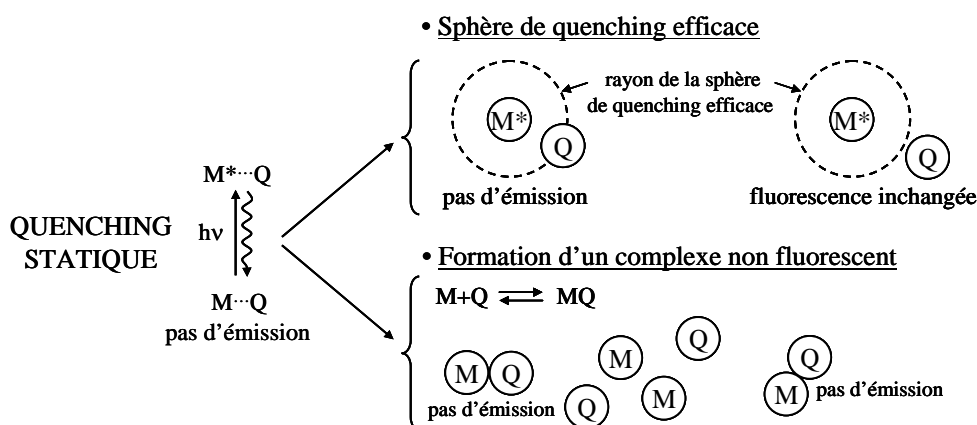 • Sphère de quenching efficace
rayon de la sphère
de quenching efficace
M*
Q
pas d'émission
M*
Q
fluorescence inchangée
M*···Q
hν
M···Q
pas d'émission
QUENCHING
STATIQUE
• Formation d'un complexe non fluorescent
M+Q ⇌ MQ
M Q
pas d'émission
M
Q
Q
M
Q
M
pas d'émission